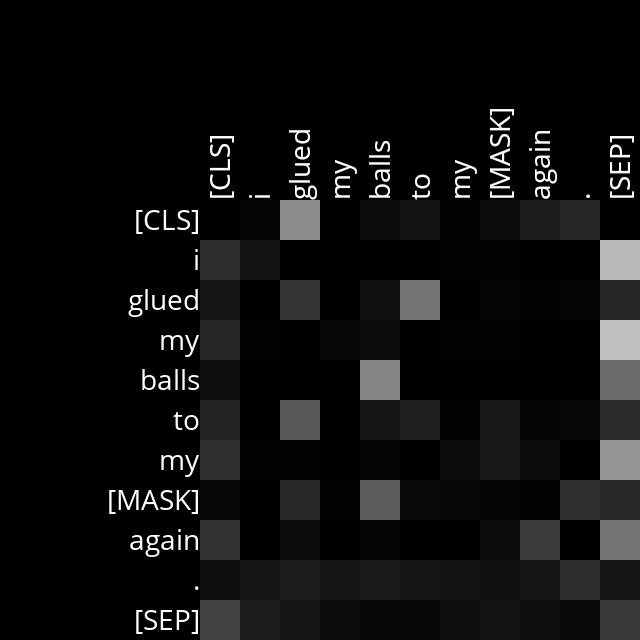 [CLS] i glued my balls to my [MASK] again . [SEP]
[CLS]
i
glued
my
balls
to
my
[MASK]
again
.
[SEP]